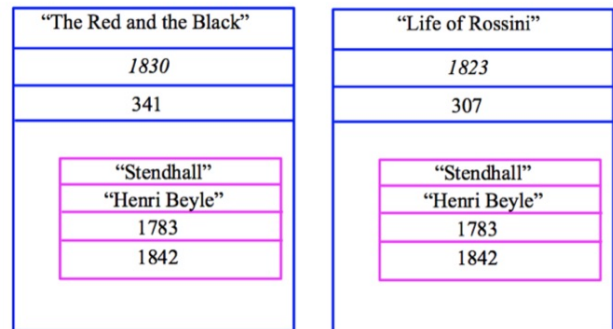 “The Red and the Black”
1830
341
“Stendhall”
“Henri Beyle”
1783
1842
“Life of Rossini”
1823
307
“Stendhall”
“Henri Beyle”
1783
1842